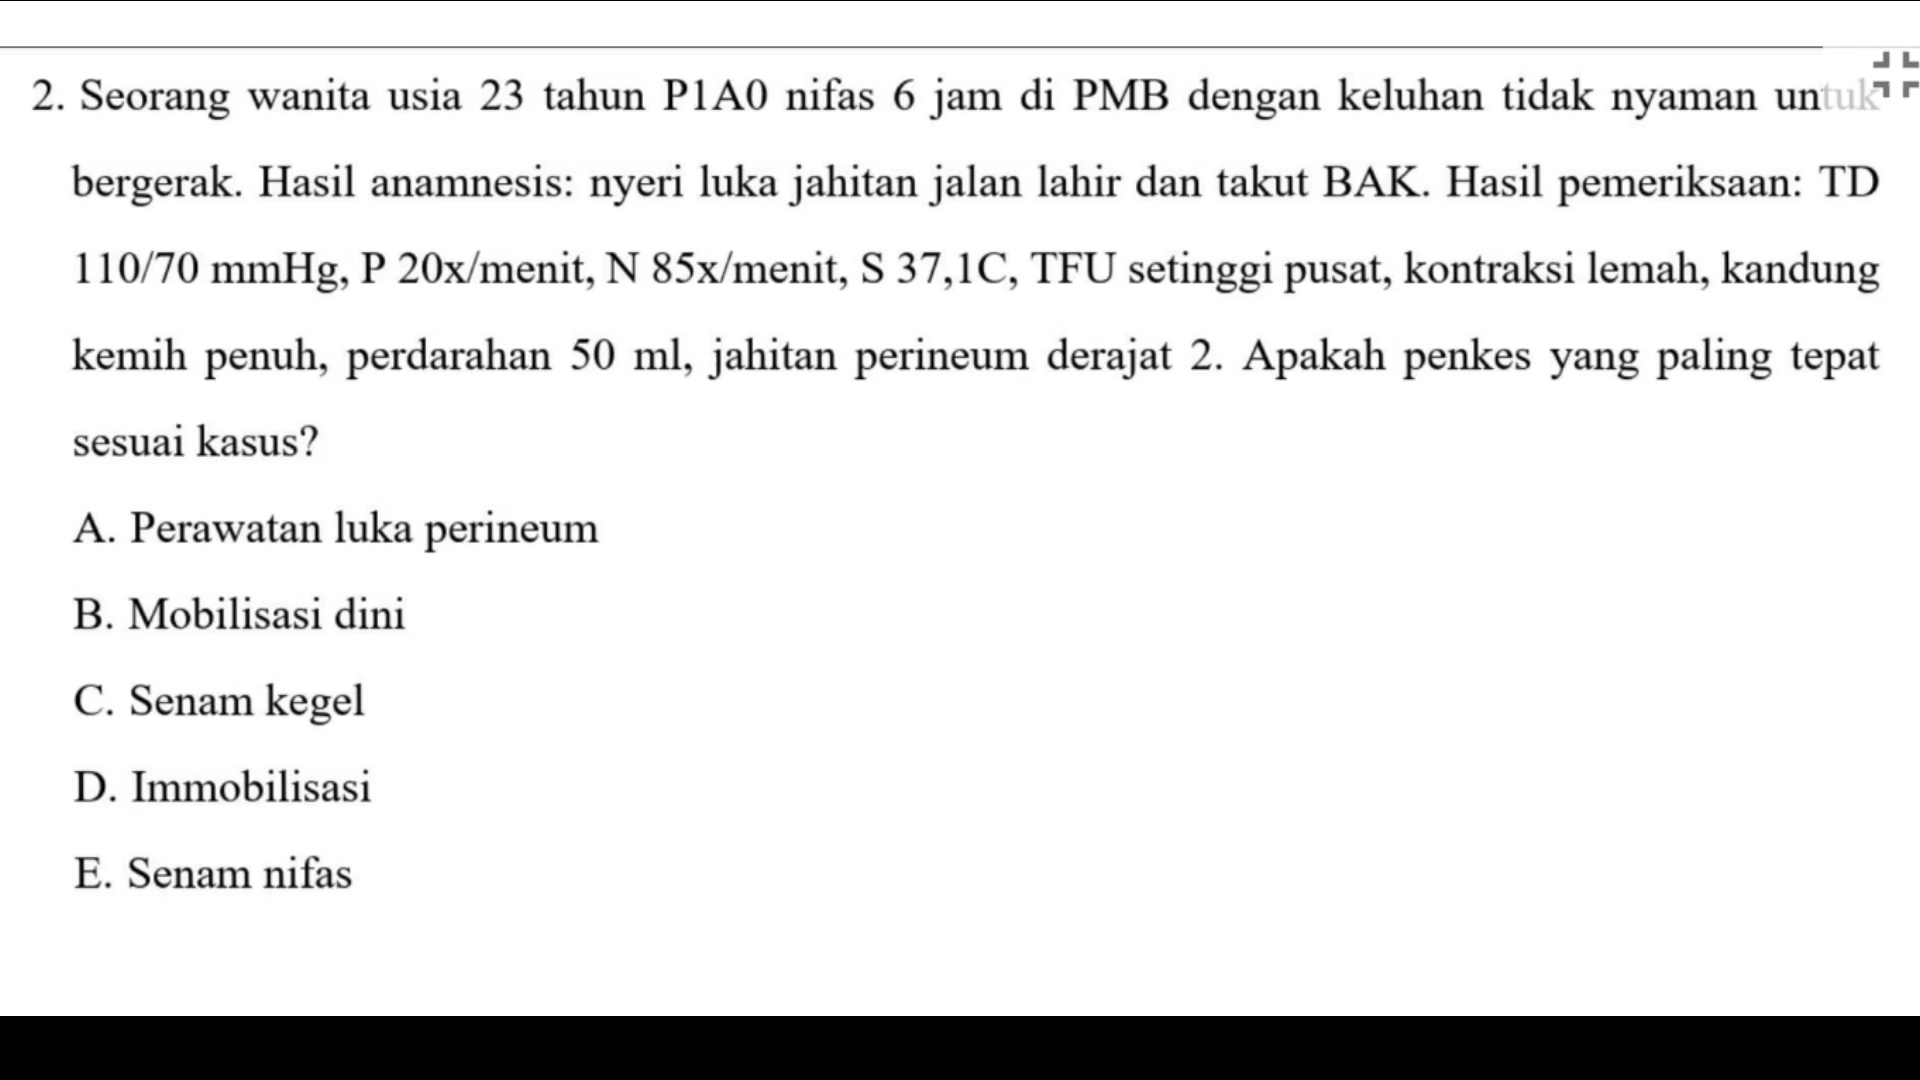 2. Seorang wanita usia 23 tahun P1A0 nifas 6 jam di PMB dengan keluhan tidak nyaman untuk
bergerak. Hasil anamnesis: nyeri luka jahitan jalan lahir dan takut BAK. Hasil pemeriksaan: TD
110/70 mmHg, P 20x/menit, N 85x/menit, S 37,1C, TFU setinggi pusat, kontraksi lemah, kandung
kemih penuh, perdarahan 50 ml, jahitan perineum derajat 2. Apakah penkes yang paling tepat
sesuai kasus?
A. Perawatan luka perineum
B. Mobilisasi dini
C. Senam kegel
D. Immobilisasi
E. Senam nifas